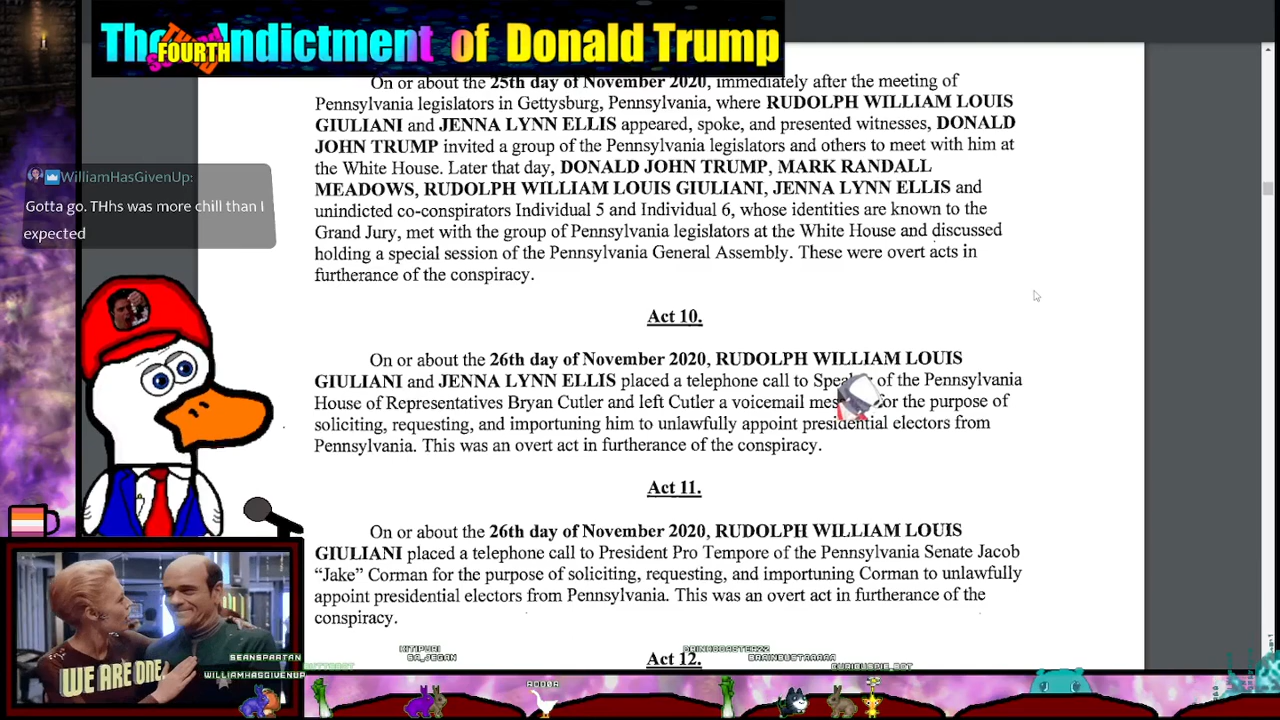 The Indictment of Donald Trump
FOURTH
On or about the 25th day of November 2020, immediately after the meeting of
Pennsylvania legislators in Gettysburg, Pennsylvania, where RUDOLPH WILLIAM LOUIS
GIULIANI and JENNA LYNN ELLIS appeared, spoke, and presented witnesses, DONALD
JOHN TRUMP invited a group of the Pennsylvania legislators and others to meet with him at
the White House. Later that day, DONALD JOHN TRUMP, MARK RANDALL
MEADOWS, RUDOLPH WILLIAM LOUIS GIULIANI, JENNA LYNN ELLIS and
unindicted co-conspirators Individual 5 and Individual 6, whose identities are known to the
Grand Jury, met with the group of Pennsylvania legislators at the White House and discussed
holding a special session of the Pennsylvania General Assembly. These were overt acts in
furtherance of the conspiracy.
WilliamHasGivenUp:
Gotta go. THhs was more chill than I
expected
Act 10.
On or about the 26th day of November 2020, RUDOLPH WILLIAM LOUIS
GIULIANI and JENNA LYNN ELLIS placed a telephone call to of the Pennsylvania
House of Representatives Bryan Cutler and left Cutler a voicemail for the purpose of
soliciting, requesting, and importuning him to unlawfully appoint presidential electors from
Pennsylvania. This was an overt act in furtherance of the conspiracy.
Act 11.
On or about the 26th day of November 2020, RUDOLPH WILLIAM LOUIS
GIULIANI placed a telephone call to President Pro Tempore of the Pennsylvania Senate Jacob
“Jake” Corman for the purpose of soliciting, requesting, and importuning Corman to unlawfully
appoint presidential electors from Pennsylvania. This was an overt act in furtherance of the
conspiracy.
Act 12.
WE ARE ONE.
SEANSPARTAN
WILLIAMHASGIVENUP
KITIPURI
SA_JEGAN